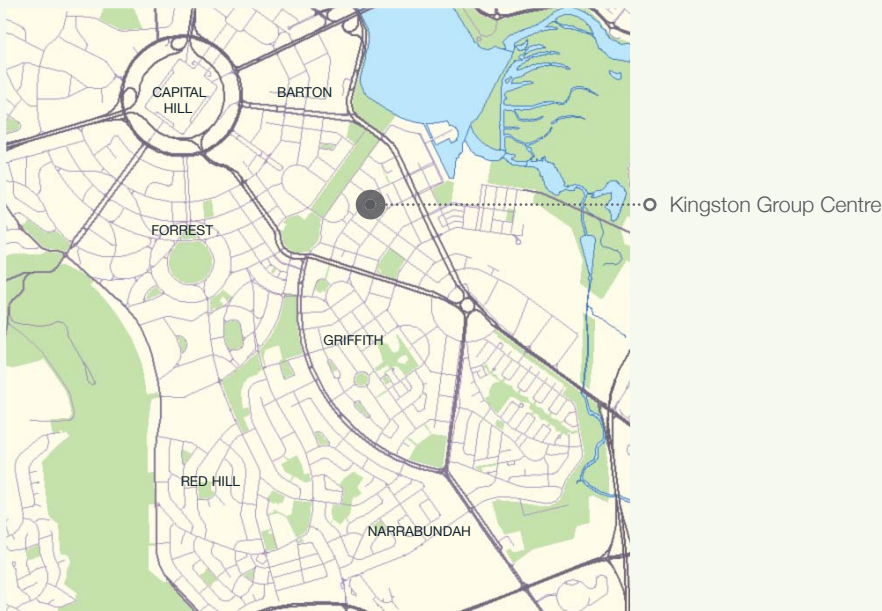 CAPITAL
HILL
BARTON
Kingston Group Centre
FORREST
GRIFFITH
RED HILL
NARRABUNDAH